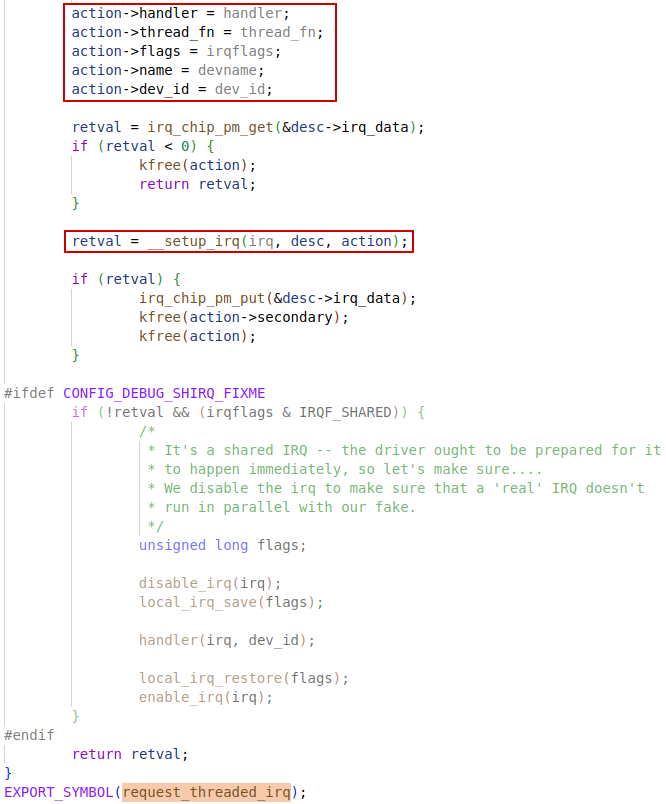 action->handler = handler;
action->thread_fn = thread_fn;
action->flags = irqflags;
action->name = devname;
action->dev_id = dev_id;
retval = irq_chip_pm_get(&desc->irq_data);
if (retval < 0) {
kfree(action);
return retval;
}
retval = __setup_irq(irq, desc, action);
if (retval) {
irq_chip_pm_put(&desc->irq_data);
kfree(action->secondary);
kfree(action);
}
#ifdef CONFIG_DEBUG_SHIRQ_FIXME
if (!retval && (irqflags & IRQF_SHARED)) {
/*
* It's a shared IRQ -- the driver ought to be prepared for it
* to happen immediately, so let's make sure....
* We disable the irq to make sure that a 'real' IRQ doesn't
* run in parallel with our fake.
*/
unsigned long flags;
disable_irq(irq);
local_irq_save(flags);
handler(irq, dev_id);
local_irq_restore(flags);
enable_irq(irq);
}
#endif
return retval;
}
EXPORT_SYMBOL(request_threaded_irq);